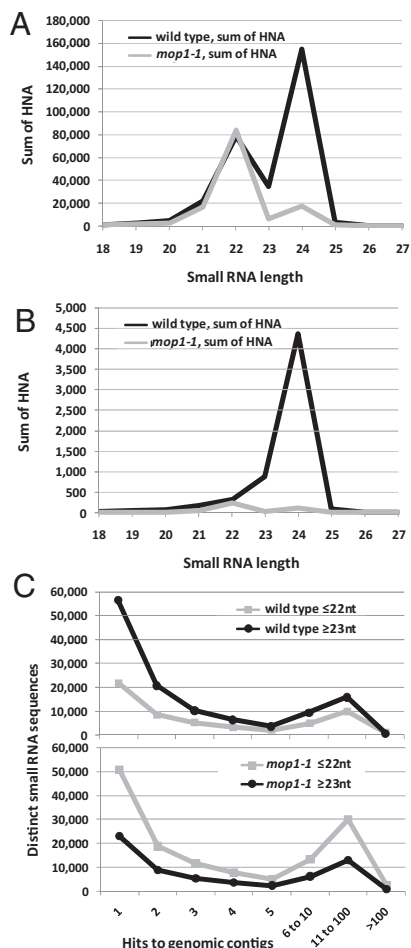 A
180,000
160,000
140,000
120,000
100,000
80,000
60,000
40,000
20,000
0
Sum of HNA
wild type, sum of HNA
mop1-1, sum of HNA
18 19 20 21 22 23 24 25 26 27
Small RNA length
B
5,000
4,500
4,000
3,500
3,000
2,500
2,000
1,500
1,000
500
0
Sum of HNA
wild type, sum of HNA
mop1-1, sum of HNA
18 19 20 21 22 23 24 25 26 27
Small RNA length
C
60,000
50,000
40,000
30,000
20,000
10,000
0
wild type ≤22nt
wild type ≥23nt
Distinct small RNA sequences
60,000
50,000
40,000
30,000
20,000
10,000
0
mop1-1 ≤22nt
mop1-1 ≥23nt
1 2 3 4 5 6 to 10 11 to 100 >100
Hits to genomic contigs